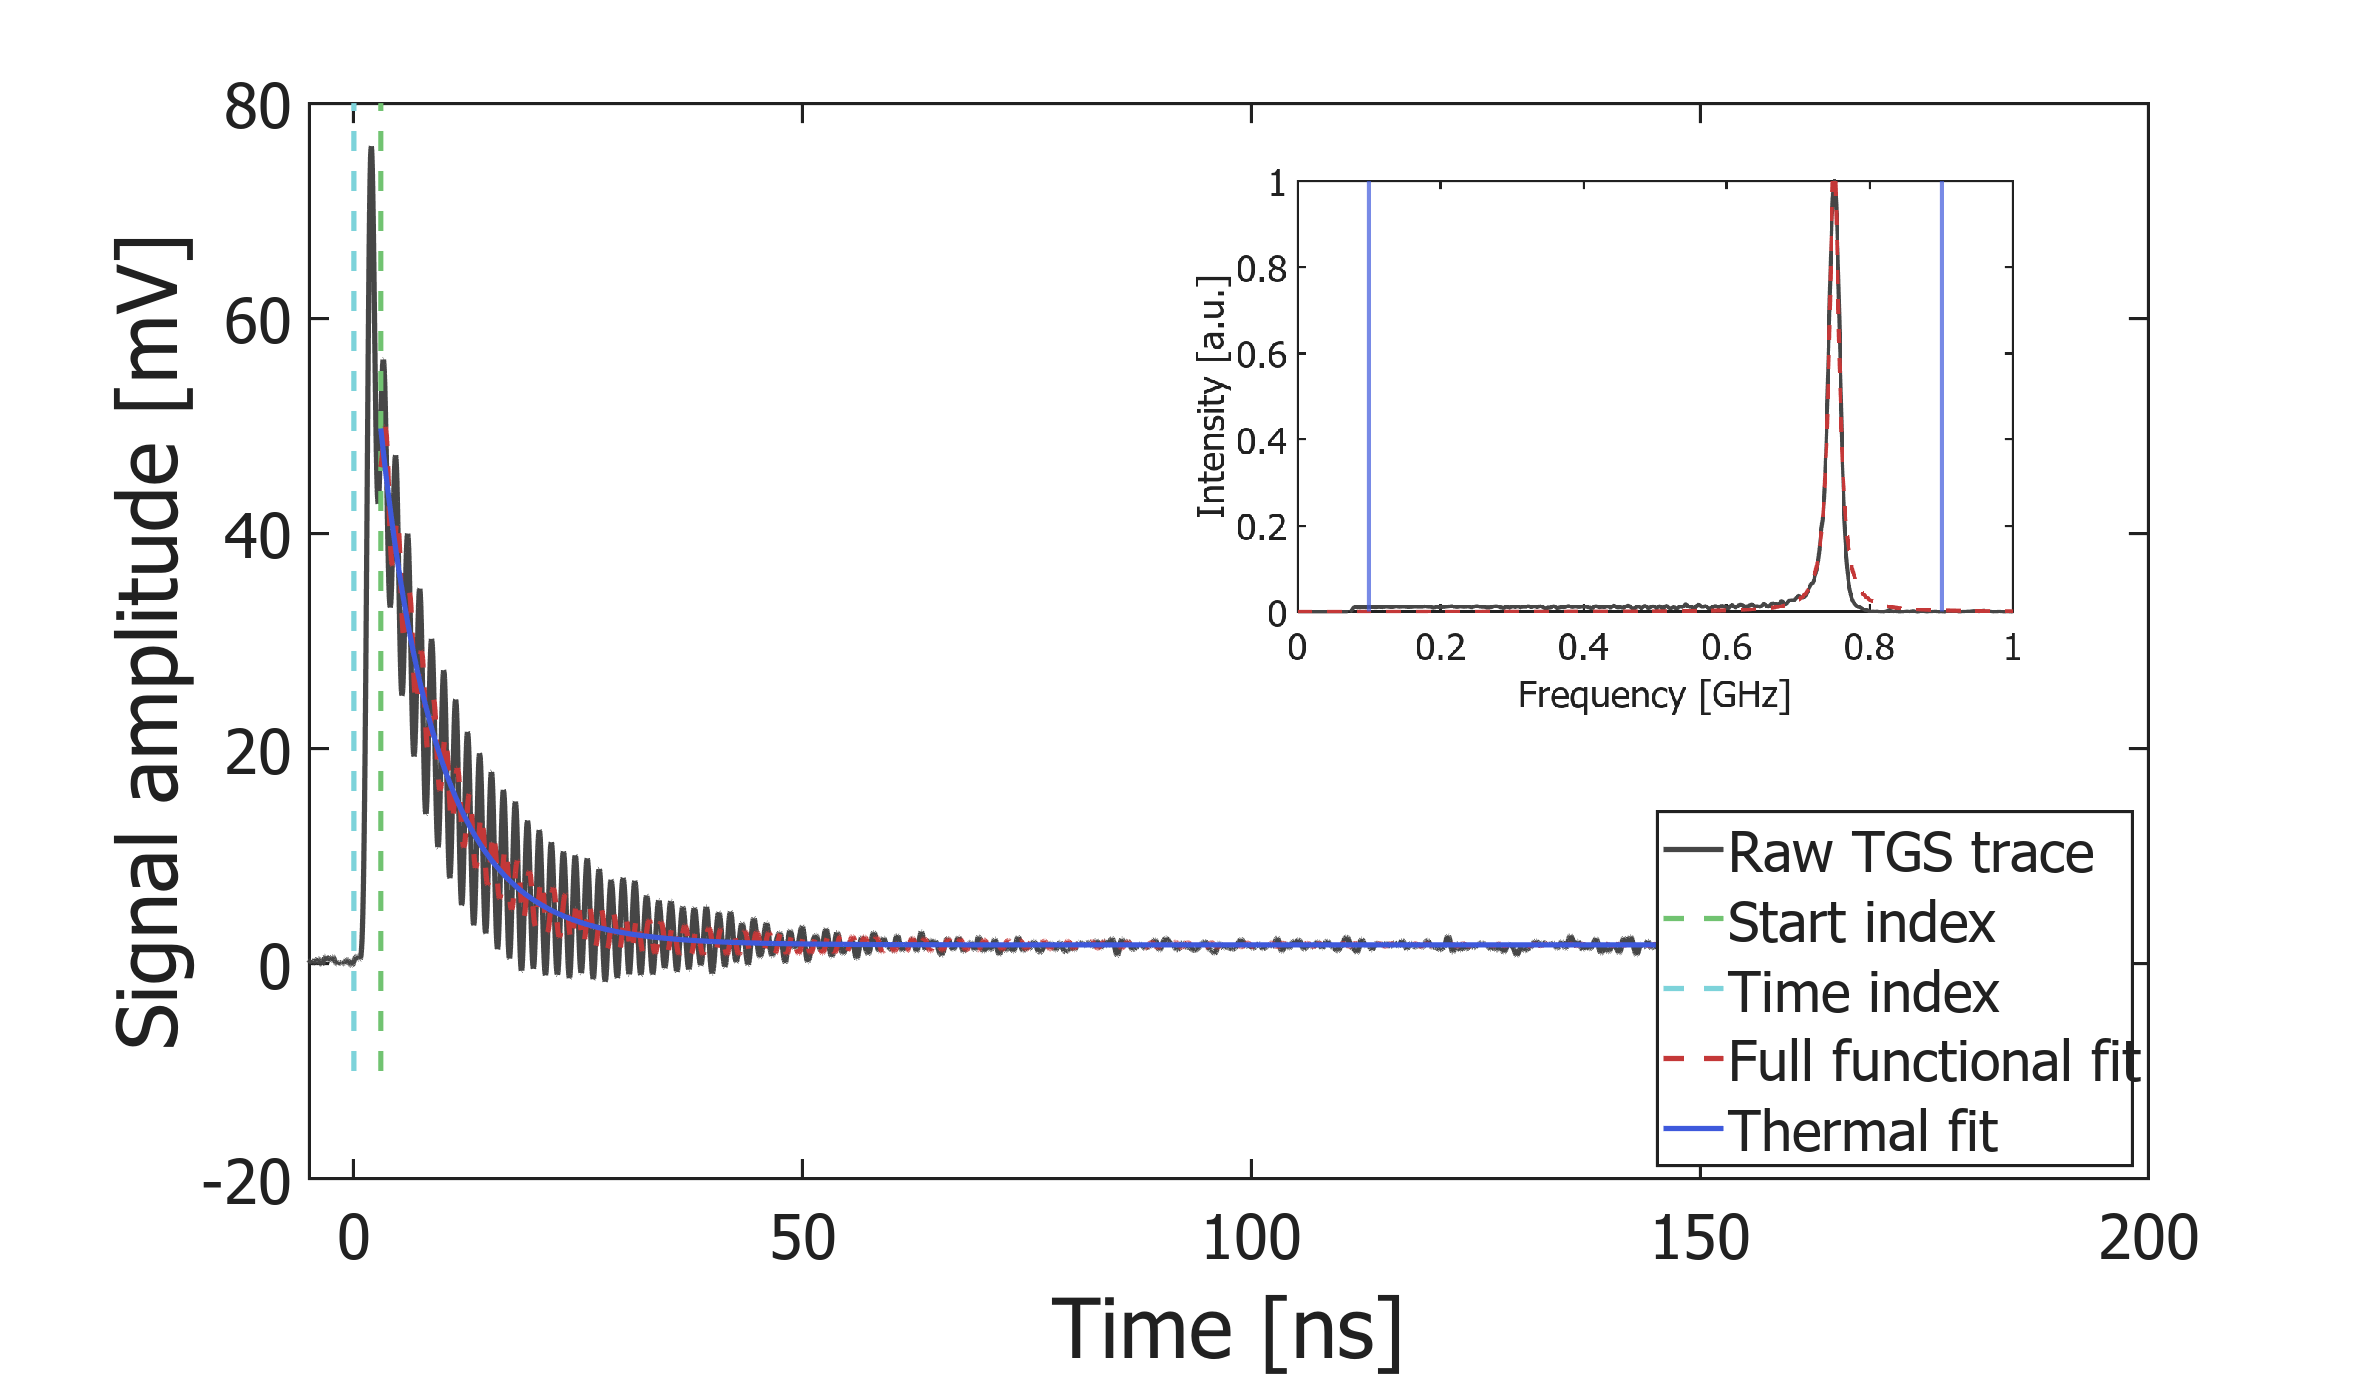 Signal amplitude [mV]
80
60
40
20
0
-20
0
50
100
150
200
Time [ns]
Intensity [a.u.]
1
0.8
0.6
0.4
0.2
0
0
0.2
0.4
0.6
0.8
1
Frequency [GHz]
Raw TGS trace
Start index
Time index
Full functional fit
Thermal fit